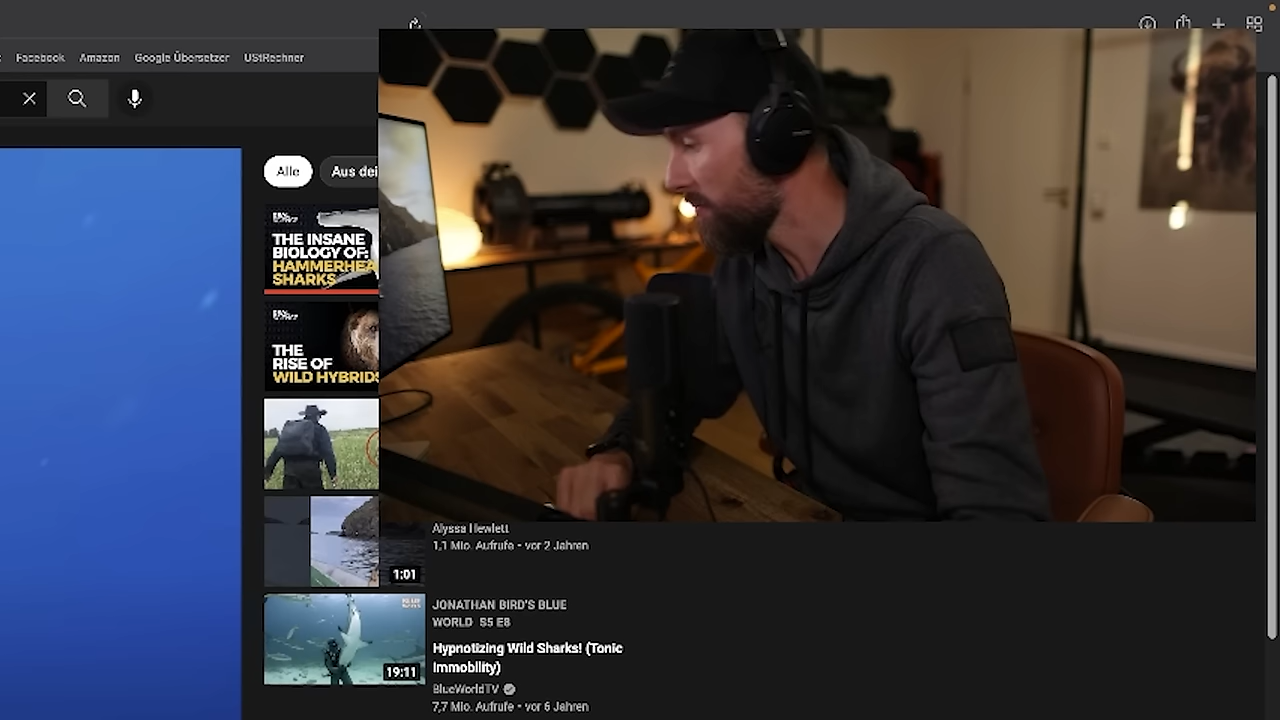 Facebook Amazon Google Übersetzer UStRechner
Alle Aus dei
THE INSANE
BIOLOGY OF:
HAMMERHEA
SHARKS
THE
RISE OF
WILD HYBRIDS
Alyssa Hewlett
1,1 Mio. Aufrufe • vor 2 Jahren
1:01
JONATHAN BIRD'S BLUE
WORLD S5 E8
Hypnotizing Wild Sharks! (Tonic
Immobility)
19:11
BlueWorldTV
7,7 Mio. Aufrufe • vor 6 Jahren